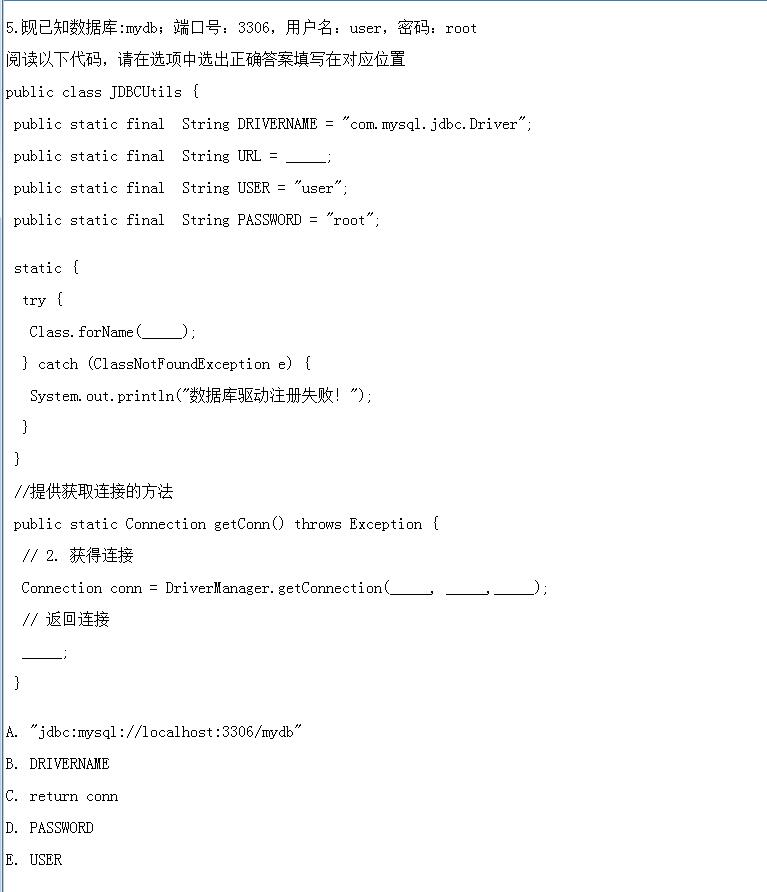 5.现已知数据库:mydb；端口号：3306，用户名：user，密码：root
阅读以下代码，请在选项中选出正确答案填写在对应位置
public class JDBCUtils {
public static final  String DRIVERNAME = "com.mysql.jdbc.Driver";
public static final  String URL = _____;
public static final  String USER = "user";
public static final  String PASSWORD = "root";
static {
try {
Class.forName(_____);
} catch (ClassNotFoundException e) {
System.out.println("数据库驱动注册失败！");
}
}
//提供获取连接的方法
public static Connection getConn() throws Exception {
// 2. 获得连接
Connection conn = DriverManager.getConnection(_____, _____,_____);
// 返回连接
_____;
}
A. "jdbc:mysql://localhost:3306/mydb"
B. DRIVERNAME
C. return conn
D. PASSWORD
E. USER